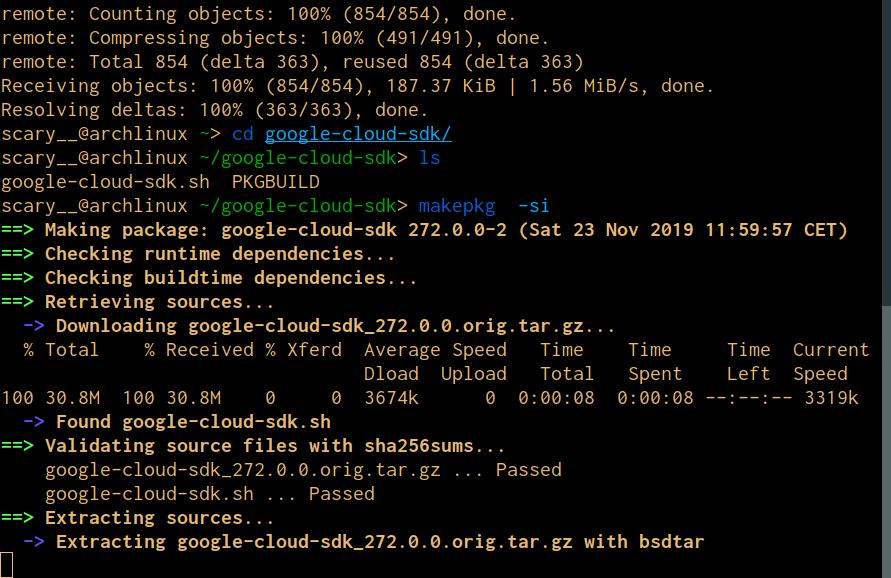 remote: Counting objects: 100% (854/854), done.
remote: Compressing objects: 100% (491/491), done.
remote: Total 854 (delta 363), reused 854 (delta 363)
Receiving objects: 100% (854/854), 187.37 KiB | 1.56 MiB/s, done.
Resolving deltas: 100% (363/363), done.
scary__@archlinux ~> cd google-cloud-sdk/
scary__@archlinux ~/google-cloud-sdk> ls
google-cloud-sdk.sh  PKGBUILD
scary__@archlinux ~/google-cloud-sdk> makepkg  -si
==> Making package: google-cloud-sdk 272.0.0-2 (Sat 23 Nov 2019 11:59:57 CET)
==> Checking runtime dependencies...
==> Checking buildtime dependencies...
==> Retrieving sources...
  -> Downloading google-cloud-sdk_272.0.0.orig.tar.gz...
  % Total    % Received % Xferd  Average Speed   Time    Time     Time  Current
                                 Dload  Upload   Total   Spent    Left  Speed
100 30.8M  100 30.8M    0     0  3674k      0  0:00:08  0:00:08 --:--:-- 3319k
  -> Found google-cloud-sdk.sh
==> Validating source files with sha256sums...
    google-cloud-sdk_272.0.0.orig.tar.gz ... Passed
    google-cloud-sdk.sh ... Passed
==> Extracting sources...
  -> Extracting google-cloud-sdk_272.0.0.orig.tar.gz with bsdtar